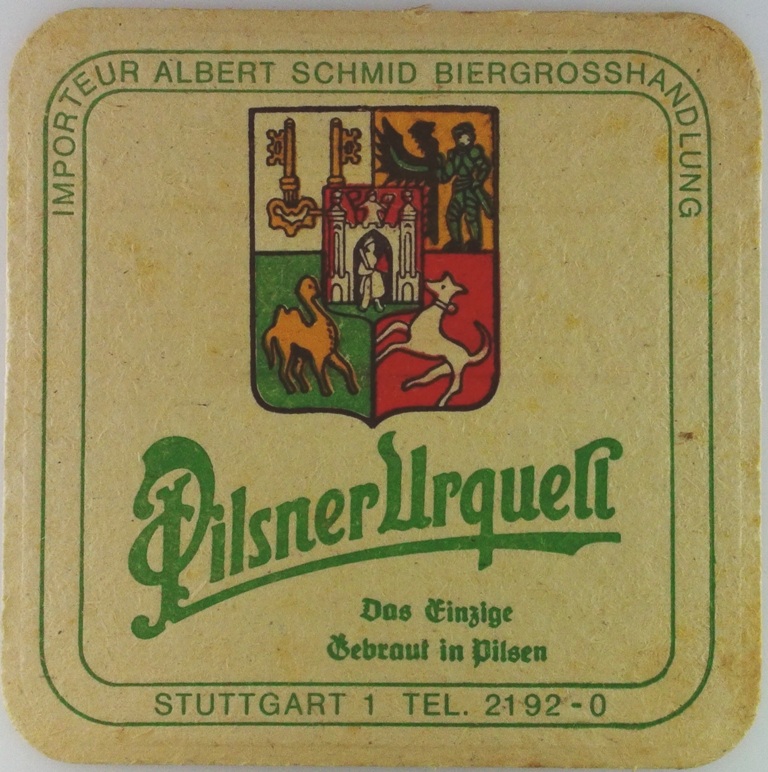 IMPORTEUR ALBERT SCHMID BIERGROSSHANDLUNG
Pilsner Urquell
Das Einzige
Gebraut in Pilsen
STUTTGART 1 TEL. 2192-0